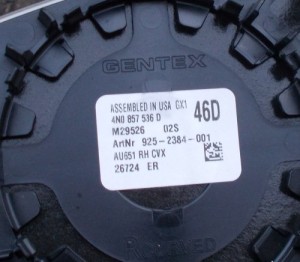 GENTEX
ASSEMBLED IN USA GX1 46D
4N0 857 536 D
M29526 02S
ArtNr 925-2384-001
AU651 RH CVX
26724 ER